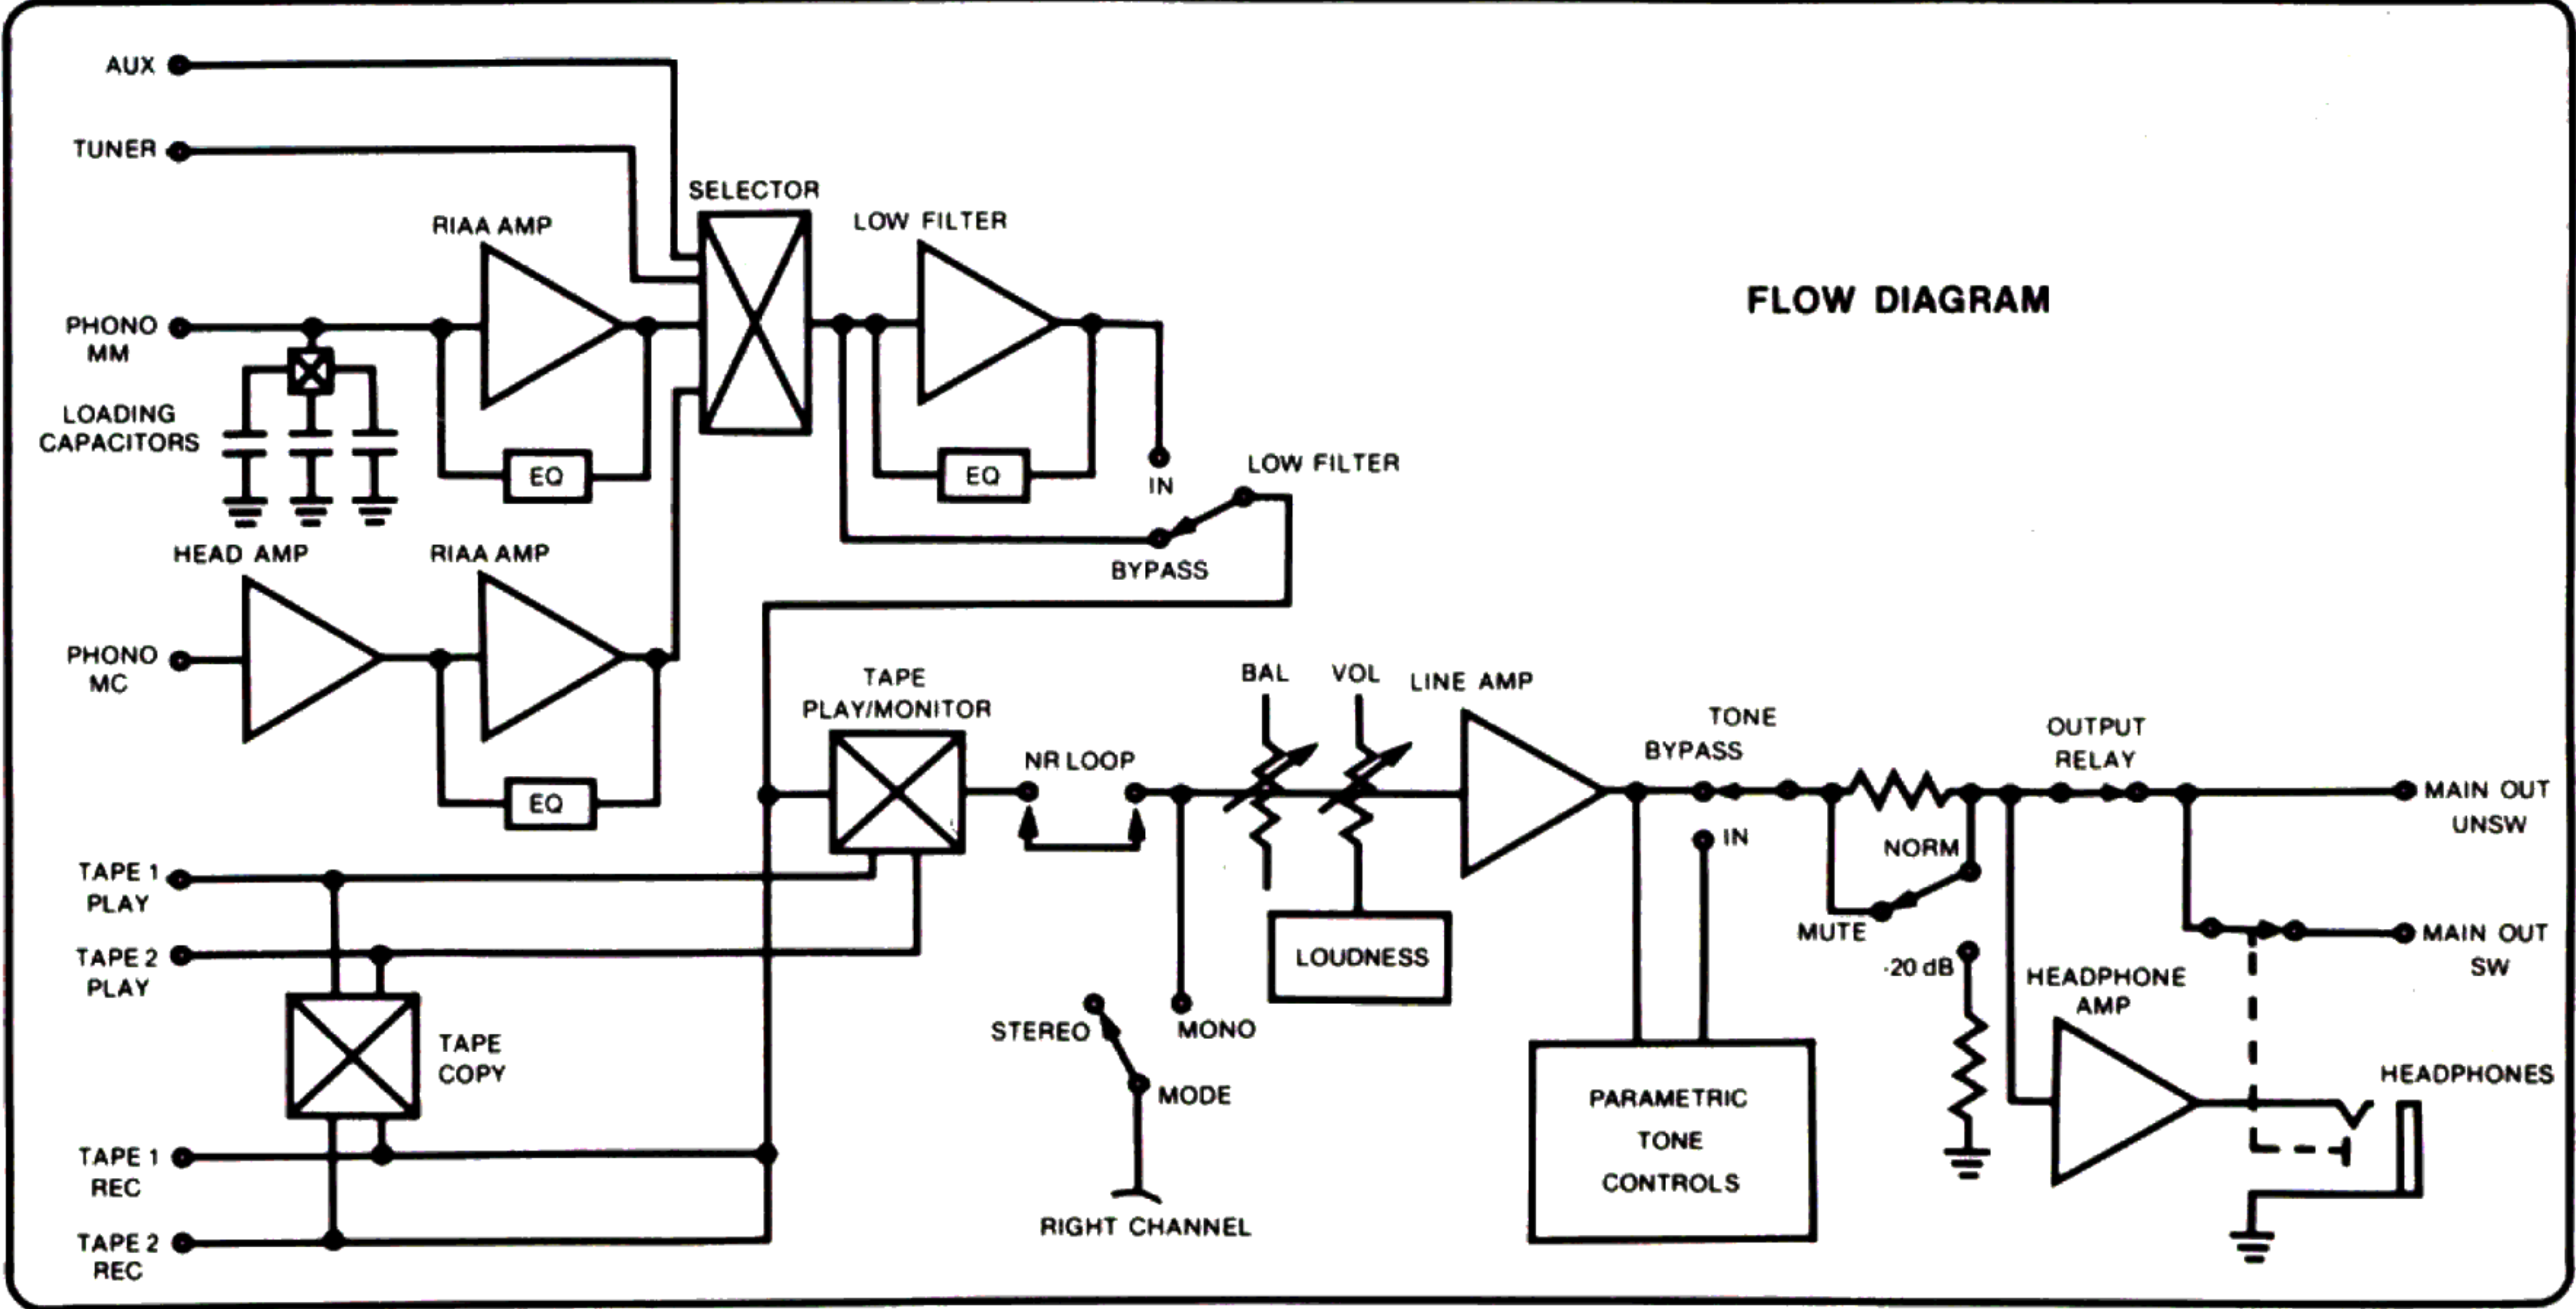 AUX
TUNER
SELECTOR
RIAA AMP
LOW FILTER
FLOW DIAGRAM
PHONO
MM
LOADING
CAPACITORS
EQ
EQ
IN
LOW FILTER
BYPASS
HEAD AMP
RIAA AMP
PHONO
MC
EQ
TAPE
PLAY/MONITOR
NR LOOP
BAL
VOL
LINE AMP
TONE
BYPASS
IN
OUTPUT
RELAY
MAIN OUT
UNSW
NORM
MUTE
-20 dB
MAIN OUT
SW
TAPE 1
PLAY
TAPE 2
PLAY
TAPE
COPY
STEREO
MONO
MODE
RIGHT CHANNEL
LOUDNESS
PARAMETRIC
TONE
CONTROLS
HEADPHONE
AMP
HEADPHONES
TAPE 1
REC
TAPE 2
REC